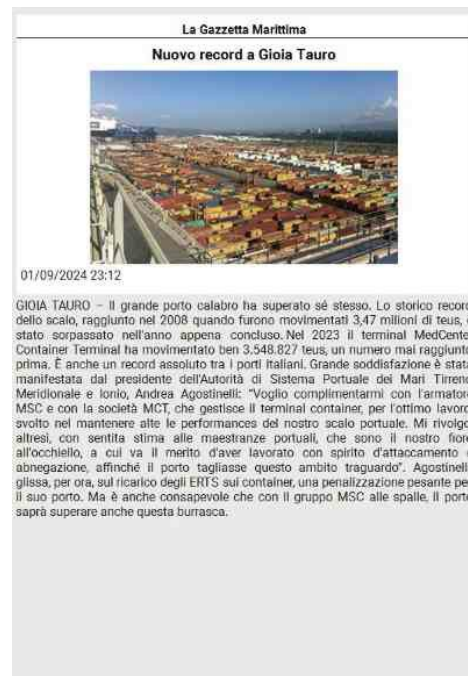 La Gazzetta Marittima
Nuovo record a Gioia Tauro
01/09/2024 23:12
GIOIA TAURO – Il grande porto calabro ha superato sé stesso. Lo storico record
dello scalo, raggiunto nel 2008 quando furono movimentati 3,47 milioni di teus,
stato sorpassato nell'anno appena concluso. Nel 2023 il terminal MedCente
Container Terminal ha movimentato ben 3.548.827 teus, un numero mai raggiunto
prima. È anche un record assoluto tra i porti italiani. Grande soddisfazione è stata
manifestata dal presidente dell'Autorità di Sistema Portuale dei Mari Tirreno
Meridionale e Ionio, Andrea Agostinelli: "Voglio complimentarmi con l'armatore
MSC e con la società MCT, che gestisce il terminal container, per l'ottimo lavoro
svolto nel mantenere alte le performances del nostro scalo portuale. Mi rivolgo
altresì, con sentita stima alle maestranze portuali, che sono il nostro fiore
all'occhiello, a cui va il merito d'aver lavorato con spirito d'attaccamento
abnegazione, affinché il porto tagliasse questo ambito traguardo". Agostinell
glissa, per ora, sul ricarico degli ERTS sui container, una penalizzazione pesante pe
il suo porto. Ma è anche consapevole che con il gruppo MSC alle spalle, il porto
saprà superare anche questa burrasca.